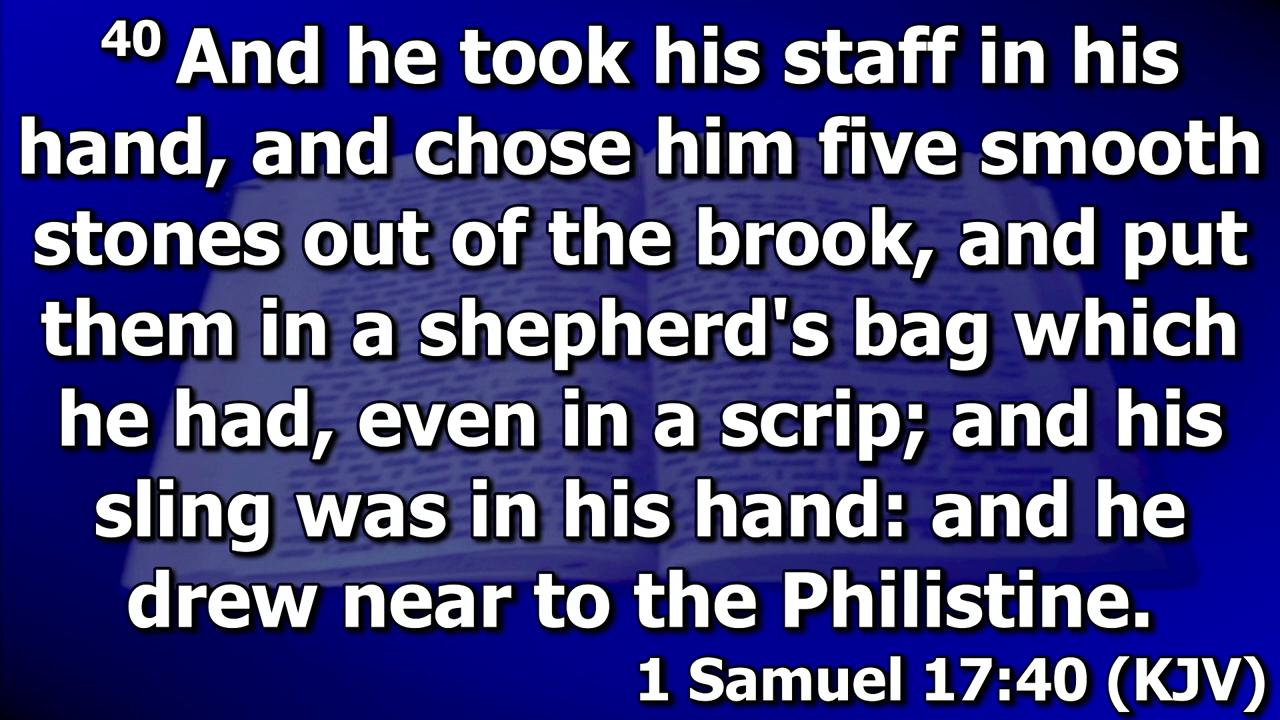 40 And he took his staff in his
hand, and chose him five smooth
stones out of the brook, and put
them in a shepherd's bag which
he had, even in a scrip; and his
sling was in his hand: and he
drew near to the Philistine.
1 Samuel 17:40 (KJV)